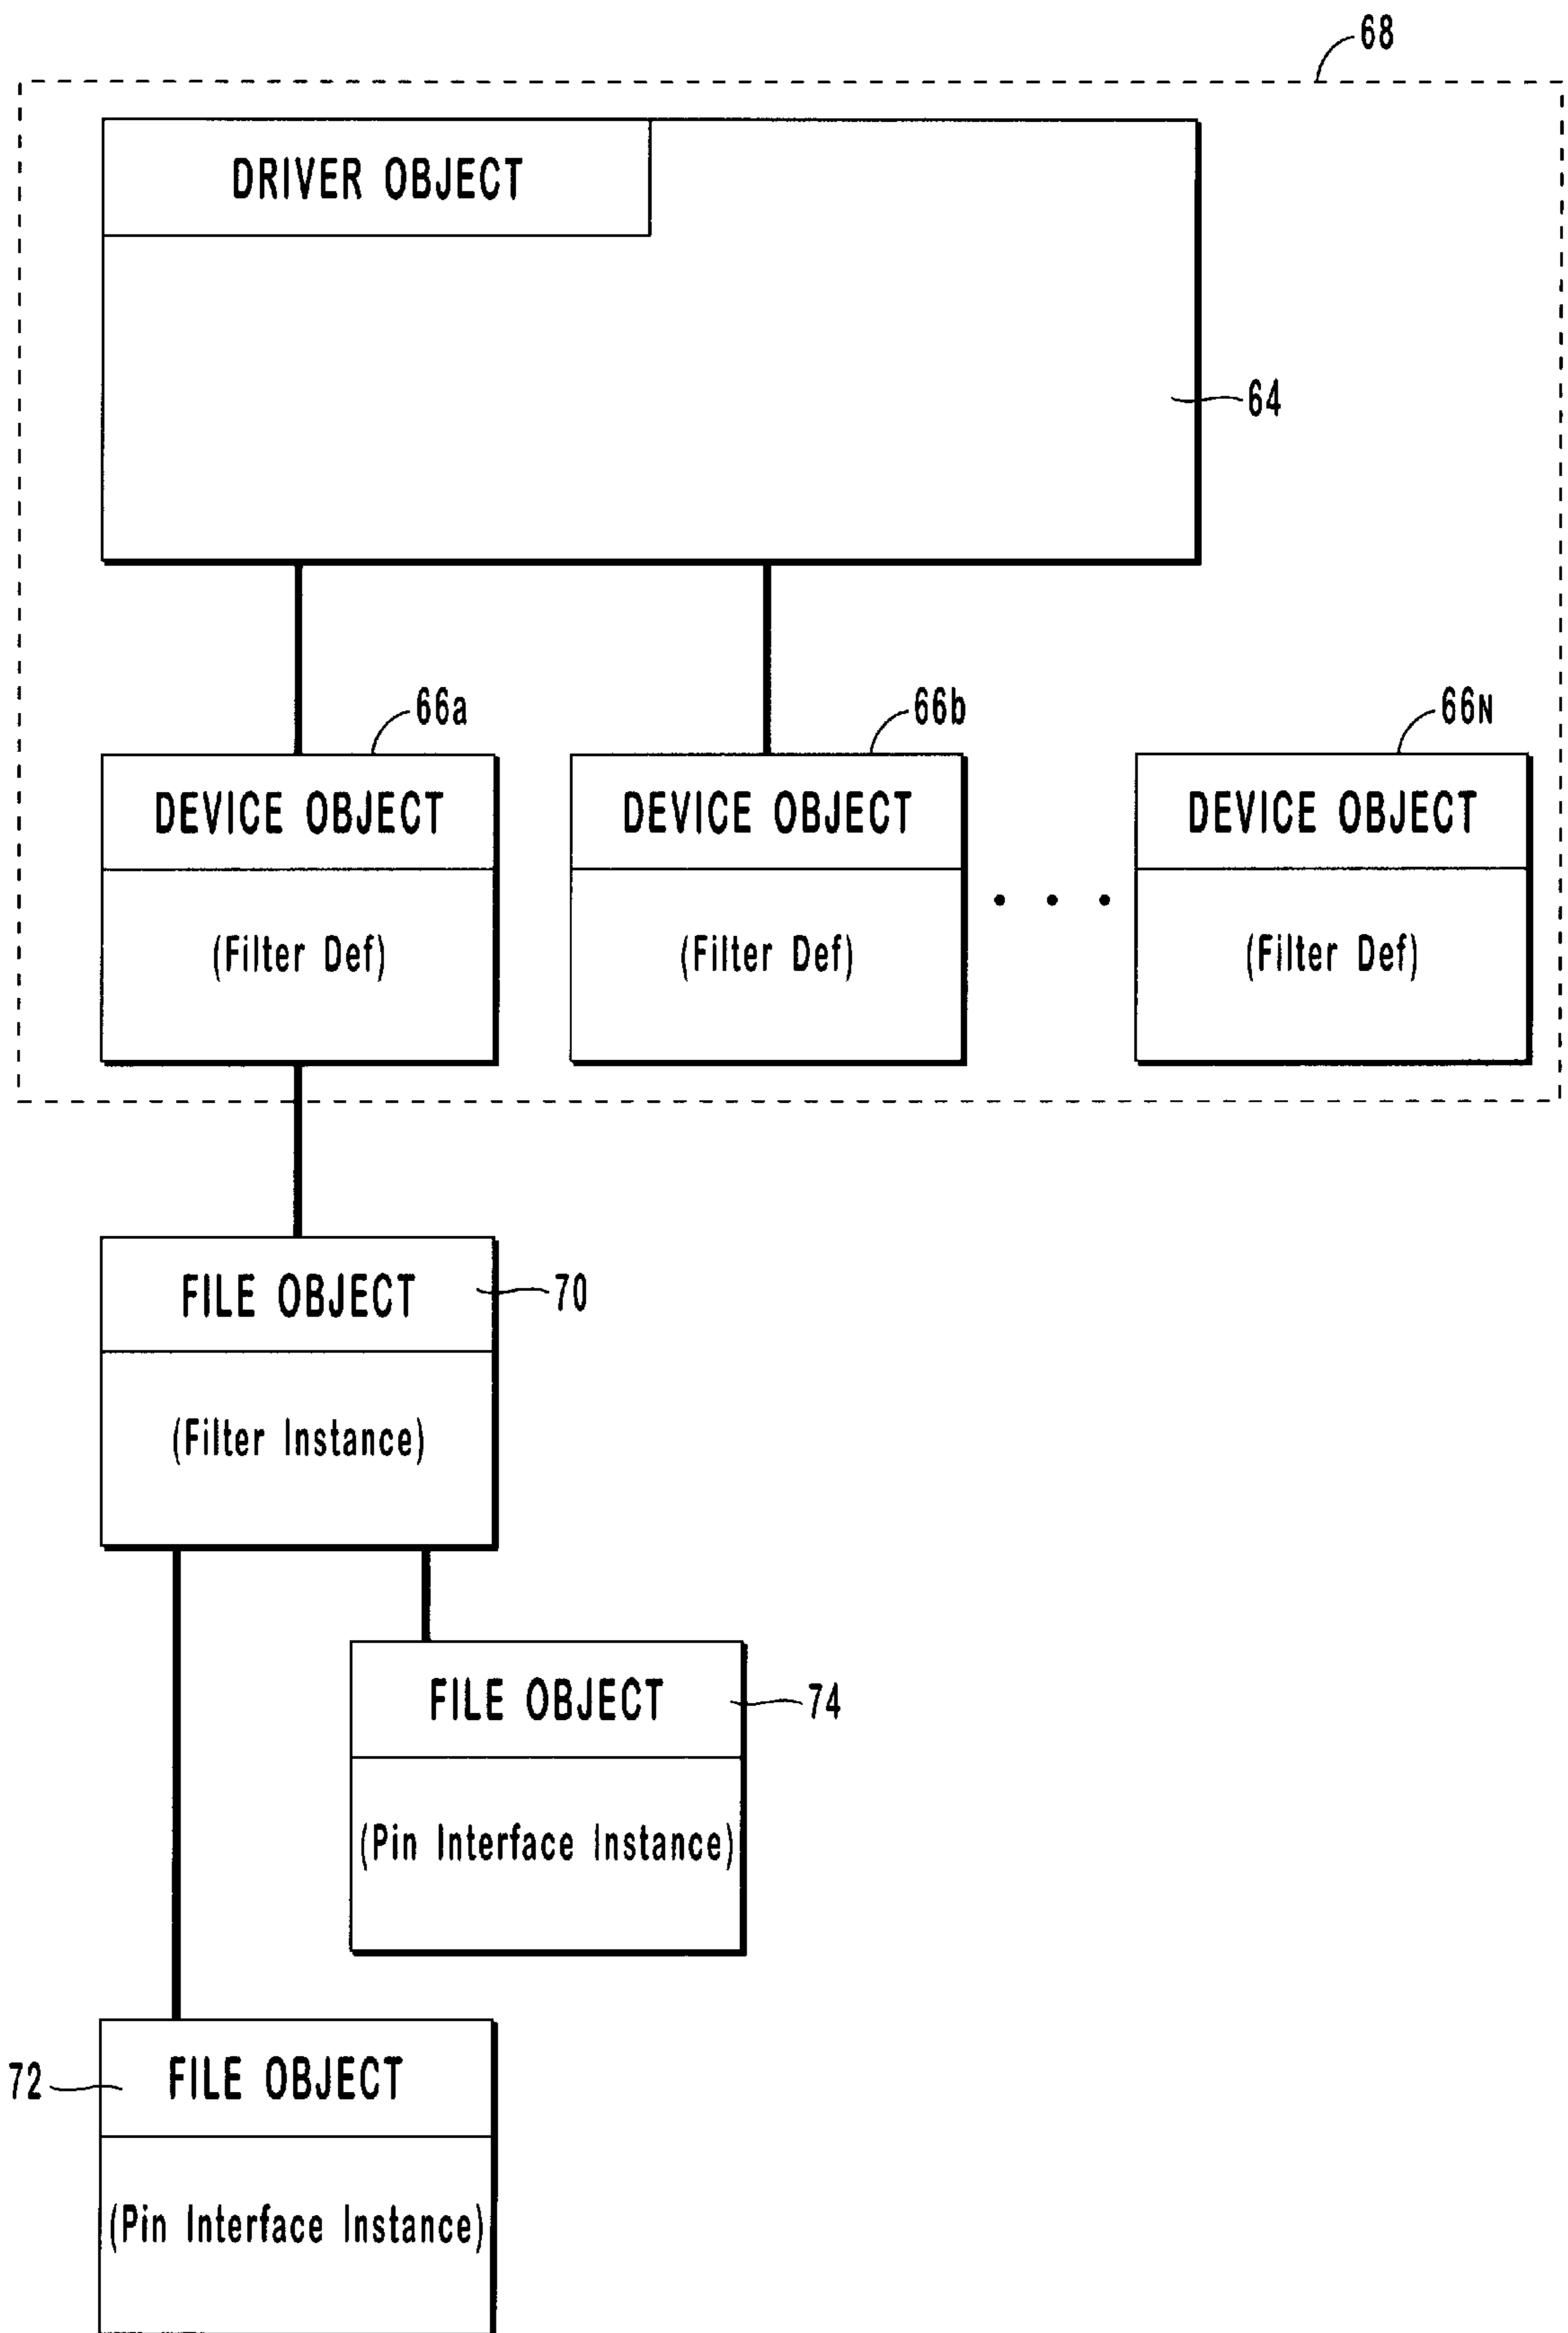 68
DRIVER OBJECT
64
66a
66b
66N
DEVICE OBJECT
DEVICE OBJECT
DEVICE OBJECT
(Filter Def)
(Filter Def)
(Filter Def)
FILE OBJECT
70
(Filter Instance)
FILE OBJECT
74
(Pin Interface Instance)
72
FILE OBJECT
(Pin Interface Instance)